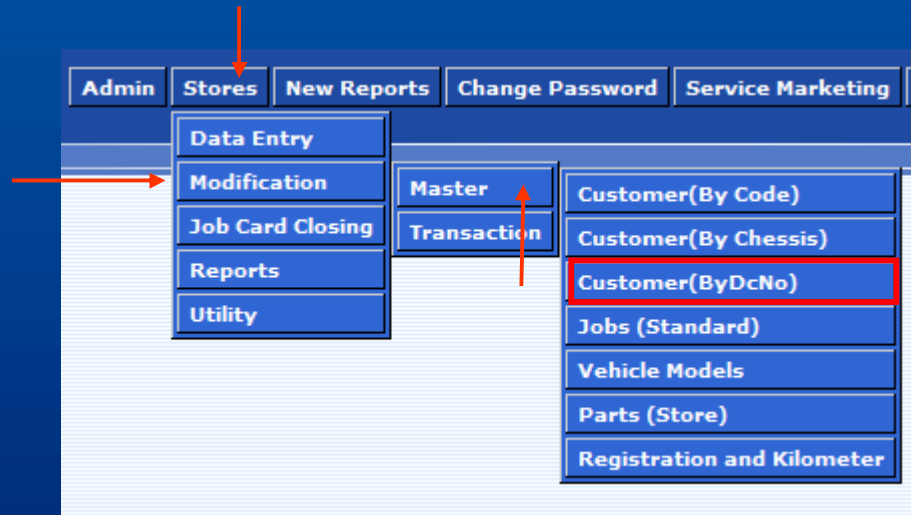 Admin Stores New Reports Change Password Service Marketing
Data Entry
Modification
Job Card Closing
Reports
Utility
Master
Transaction
Customer(By Code)
Customer(By Chessis)
Customer(ByDcNo)
Jobs (Standard)
Vehicle Models
Parts (Store)
Registration and Kilometer